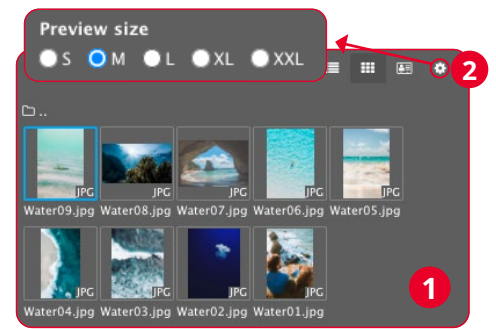 Preview size
S M L XL XXL
2
..
JPG JPG JPG JPG JPG
Water09.jpg Water08.jpg Water07.jpg Water06.jpg Water05.jpg
JPG JPG JPG JPG
Water04.jpg Water03.jpg Water02.jpg Water01.jpg
1